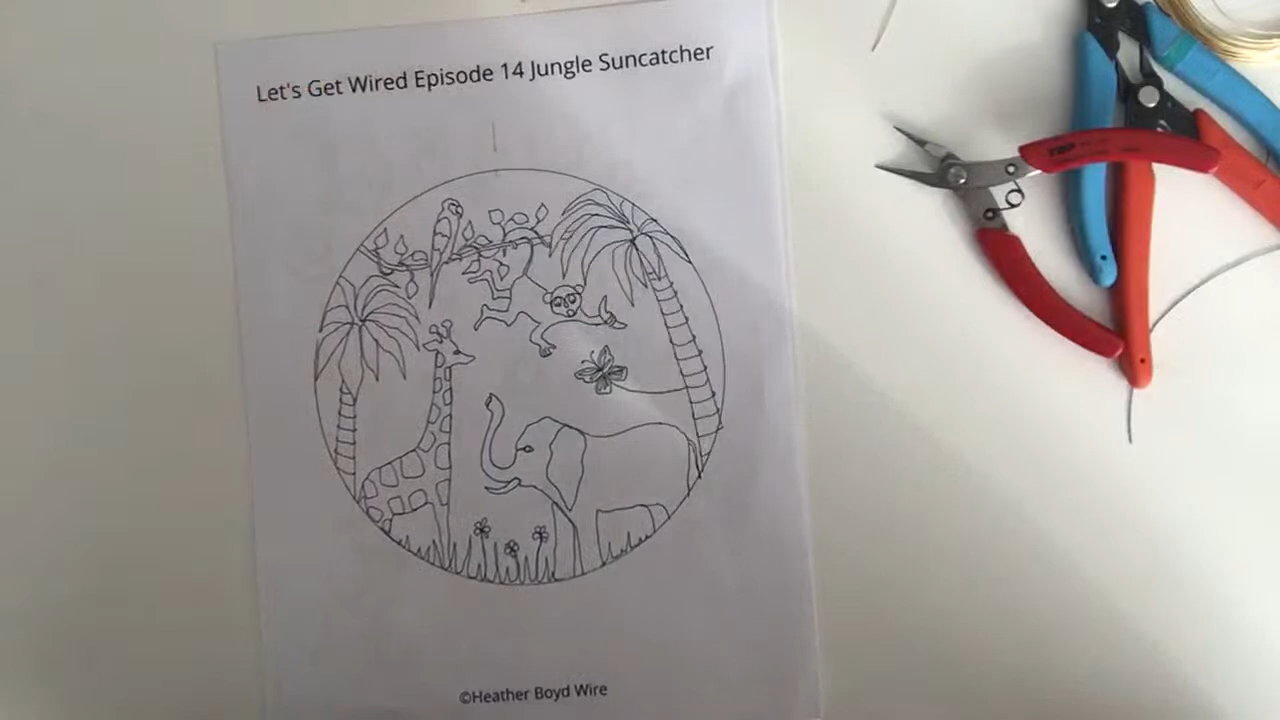 Let's Get Wired Episode 14 Jungle Suncatcher
©Heather Boyd Wire